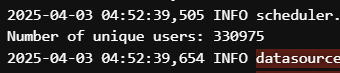 2025-04-03 04:52:39,505 INFO scheduler.
Number of unique users: 330975
2025-04-03 04:52:39,654 INFO datasource